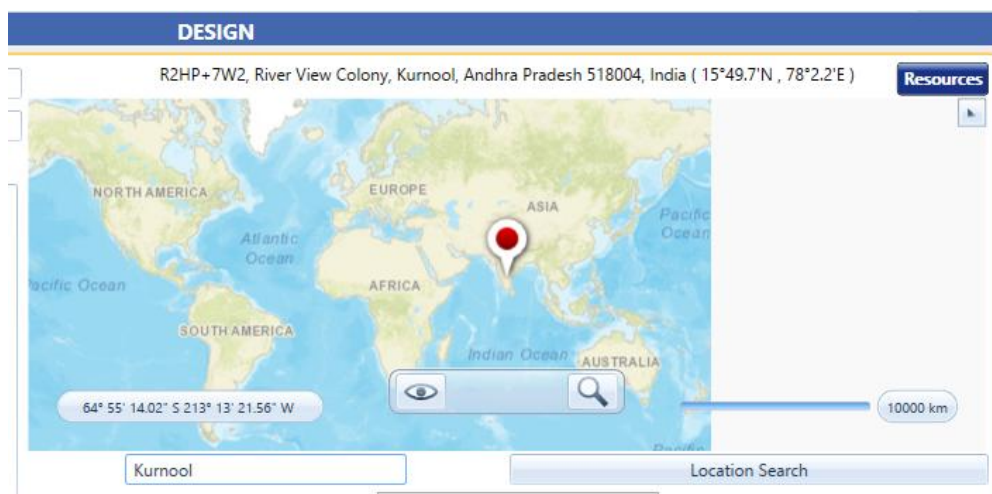 DESIGN
R2HP+7W2, River View Colony, Kurnool, Andhra Pradesh 518004, India ( 15°49.7'N , 78°2.2'E )
Resources
NORTH AMERICA
EUROPE
ASIA
Pacific
Ocean
Atlantic
Ocean
Pacific Ocean
AFRICA
SOUTH AMERICA
Indian Ocean
AUSTRALIA
64° 55' 14.02" S 213° 13' 21.56" W
10000 km
Kurnool
Location Search